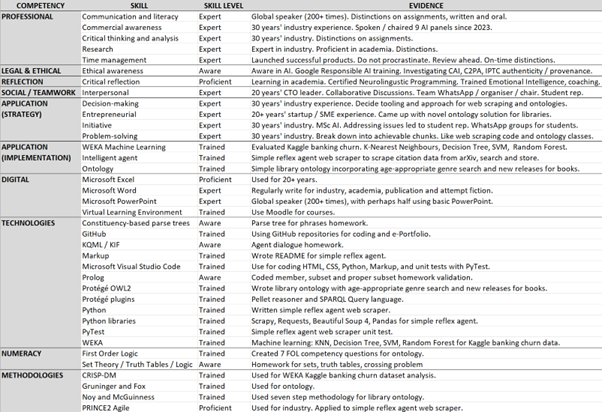 COMPETENCY SKILL SKILL LEVEL EVIDENCE
PROFESSIONAL Communication and literacy Expert Global speaker (200+ times). Distinctions on assignments, written and oral.
Commercial awareness Expert 30 years' industry experience. Spoken / chaired 9 AI panels since 2023.
Critical thinking and analysis Expert 30 years' industry. Distinctions on assignments.
Research Expert Expert in industry. Proficient in academia. Distinctions.
Time management Expert Launched successful products. Do not procrastinate. Review ahead. On-time distinctions.
LEGAL & ETHICAL Ethical awareness Aware Aware in AI. Google Responsible AI training. Investigating CAI, C2PA, IPTC authenticity / provenance.
REFLECTION Critical reflection Proficient Learning in academia. Certified Neurolinguistic Programming. Trained Emotional Intelligence, coaching.
SOCIAL / TEAMWORK Interpersonal Expert 20 years' CTO leader. Collaborative Discussions. Team WhatsApp / organiser / chair. Student rep.
APPLICATION Decision-making Expert 30 years' industry experience. Decide tooling and approach for web scraping and ontologies.
(STRATEGY) Entrepreneurial Expert 20+ years' startup / SME experience. Came up with novel ontology solution for libraries.
Initiative Expert 30 years' industry. MSc AI. Addressing issues led to student rep. WhatsApp groups for students.
Problem-solving Expert 30 years' industry. Break down into achievable chunks. Like web scraping code and ontology classes.
APPLICATION WEKA Machine Learning Trained Evaluated Kaggle banking churn. K-Nearest Neighbours, Decision Tree, SVM, Random Forest.
(IMPLEMENTATION) Intelligent agent Trained Simple reflex agent web scraper to scrape citation data from arXiv, search and store.
Ontology Trained Simple library ontology incorporating age-appropriate genre search and new releases for books.
DIGITAL Microsoft Excel Proficient Used for 20+ years.
Microsoft Word Expert Regularly write for industry, academia, publication and attempt fiction.
Microsoft PowerPoint Expert Global speaker (200+ times), with perhaps half using basic PowerPoint.
Virtual Learning Environment Trained Use Moodle for courses.
TECHNOLOGIES Constituency-based parse trees Aware Parse tree for phrases homework.
GitHub Trained Using GitHub repositories for coding and e-Portfolio.
KQML / KIF Aware Agent dialogue homework.
Markup Trained Wrote README for simple reflex agent.
Microsoft Visual Studio Code Trained Use for coding HTML, CSS, Python, Markup, and unit tests with PyTest.
Prolog Aware Coded member, subset and proper subset homework validation.
Protégé OWL2 Trained Wrote library ontology with age-appropriate genre search and new releases for books.
Protégé plugins Trained Pellet reasoner and SPARQL Query language.
Python Trained Written simple reflex agent web scraper.
Python libraries Trained Scrapy, Requests, Beautiful Soup 4, Pandas for simple reflex agent.
PyTest Trained Simple reflex agent web scraper unit test.
WEKA Trained Machine learning: KNN, Decision Tree, SVM, Random Forest for Kaggle banking churn data.
NUMERACY First Order Logic Trained Created 7 FOL competency questions for ontology.
Set Theory / Truth Tables / Logic Aware Homework for sets, truth tables, crossing problem
METHODOLOGIES CRISP-DM Trained Used for WEKA Kaggle banking churn dataset analysis.
Gruninger and Fox Trained Used for ontology.
Noy and McGuinness Trained Used seven step methodology for library ontology.
PRINCE2 Agile Proficient Used for industry. Applied to simple reflex agent web scraper.